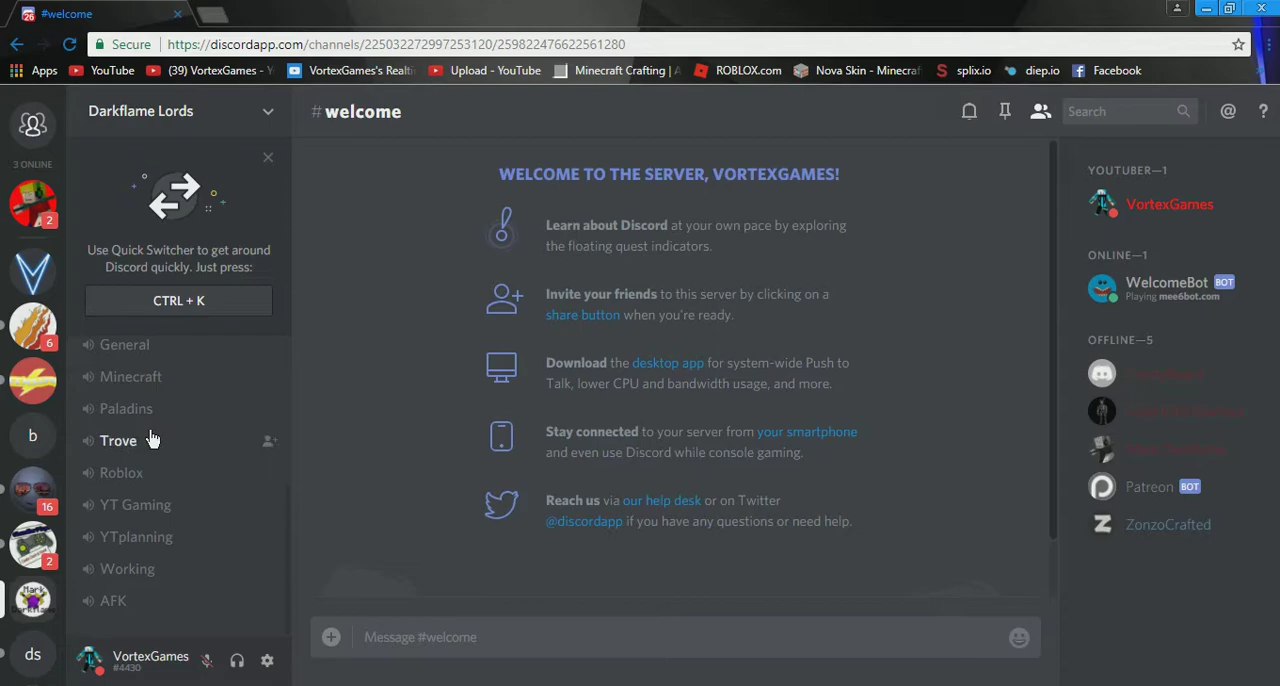 #welcome
Secure
https://discordapp.com/channels/225032272997253120/259822476622561280
Apps
YouTube
(39) VortexGames - Y
VortexGames's Realti
Upload - YouTube
Minecraft Crafting |
ROBLOX.com
Nova Skin - Minecraf
splix.io
diep.io
Facebook
Darkflame Lords
#welcome
Search
@
?
3 ONLINE
2
6
b
16
2
ds
26
Use Quick Switcher to get around
Discord quickly. Just press:
CTRL + K
General
Minecraft
Paladins
Trove
Roblox
YT Gaming
YTplanning
Working
AFK
VortexGames
#4430
WELCOME TO THE SERVER, VORTEXGAMES!
Learn about Discord at your own pace by exploring
the floating quest indicators.
Invite your friends to this server by clicking on a
share button when you're ready.
Download the desktop app for system-wide Push to
Talk, lower CPU and bandwidth usage, and more.
Stay connected to your server from your smartphone
and even use Discord while console gaming.
Reach us via our help desk or on Twitter
@discordapp if you have any questions or need help.
Message #welcome
YOUTUBER—1
VortexGames
ONLINE—1
WelcomeBot BOT
Playing mee6bot.com
OFFLINE—5
Patreon BOT
ZonzoCrafted